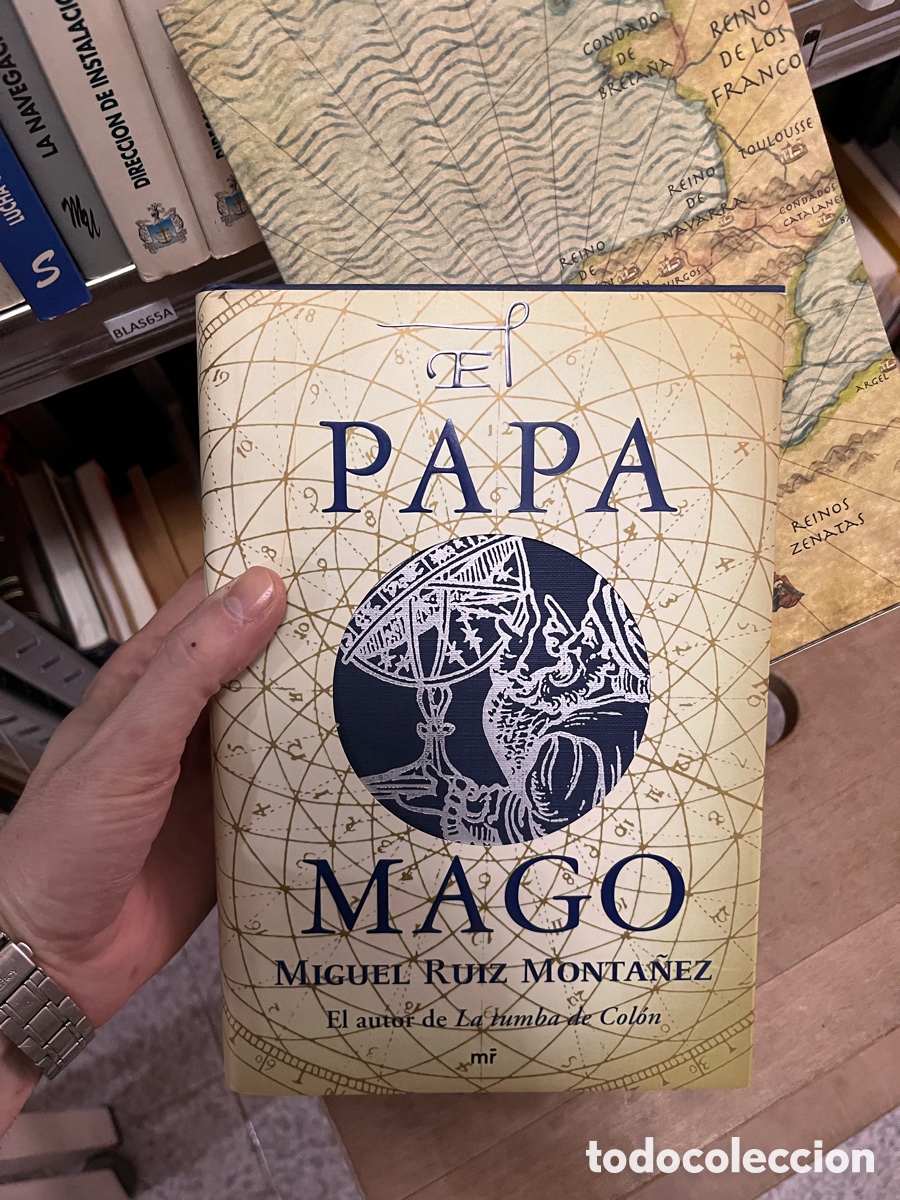 LA NAVEGAC
DIRECCION DE INSTALACIO
LUCHA
S
BLAS65A
CONDADO
DE
BRETAÑA
REINO
DE LOS
FRANCO
TOULOUSSE
REINO
DE
NAVARRA
CONDADOS
CATALANE
REINO
DE
ARGEL
REINOS
ZENATAS
El
PAPA
MAGO
MIGUEL RUIZ MONTAÑEZ
El autor de La tumba de Colón
mr̄
todocoleccion